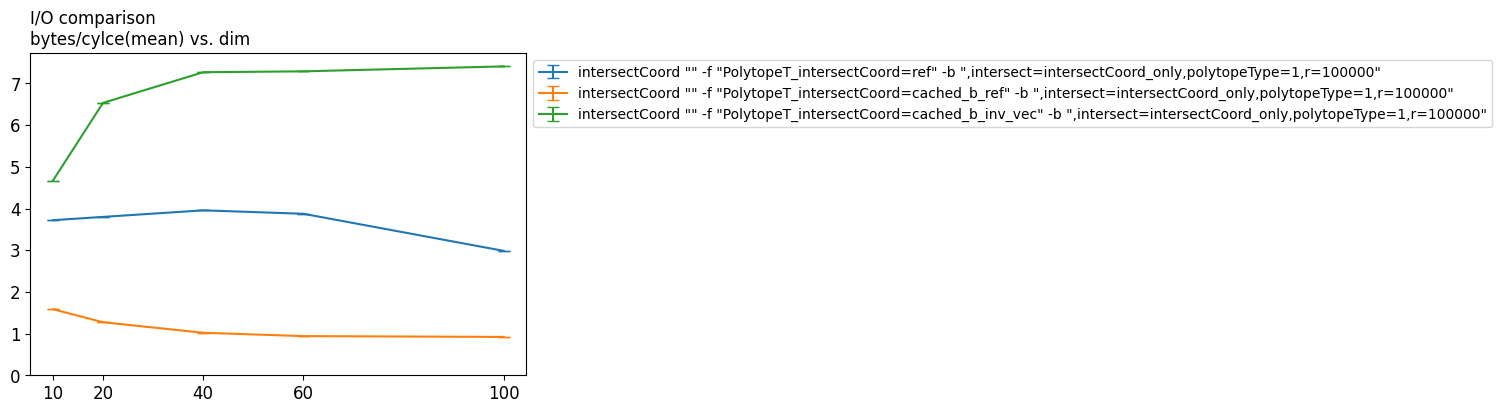 I/O comparison
bytes/cylce(mean) vs. dim
7
6
5
4
3
2
1
0
10 20 40 60 100
intersectCoord "" -f "PolytopeT_intersectCoord=ref" -b ",intersect=intersectCoord_only,polytopeType=1,r=100000"
intersectCoord "" -f "PolytopeT_intersectCoord=cached_b_ref" -b ",intersect=intersectCoord_only,polytopeType=1,r=100000"
intersectCoord "" -f "PolytopeT_intersectCoord=cached_b_inv_vec" -b ",intersect=intersectCoord_only,polytopeType=1,r=100000"